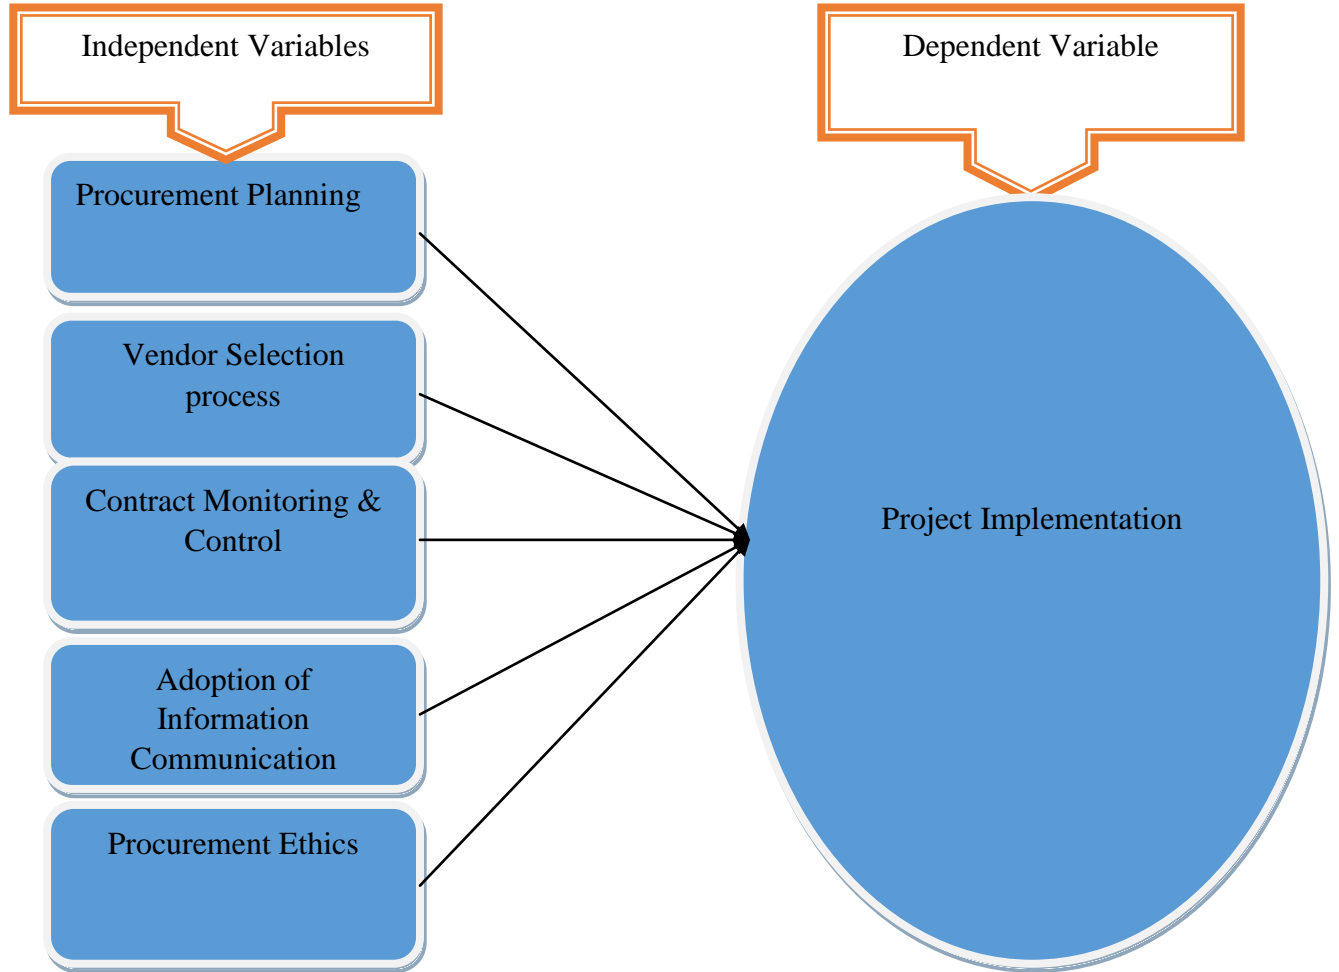 Independent Variables
Dependent Variable
Procurement Planning
Vendor Selection
process
Contract Monitoring &
Control
Project Implementation
Adoption of
Information
Communication
Procurement Ethics